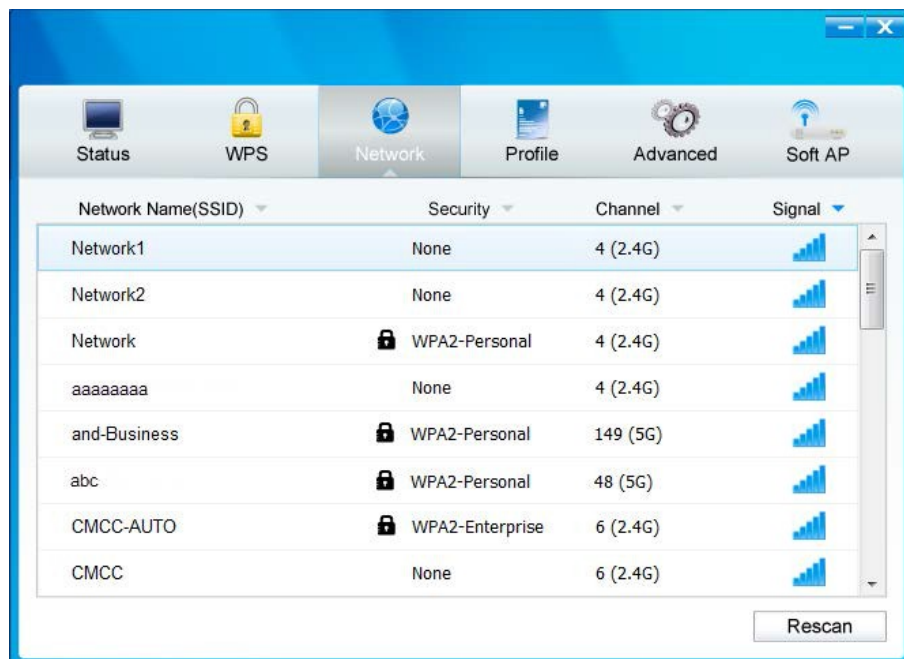 Status WPS Network Profile Advanced Soft AP
Network Name(SSID) Security Channel Signal
Network1 None 4 (2.4G)
Network2 None 4 (2.4G)
Network WPA2-Personal 4 (2.4G)
aaaaaaaa None 4 (2.4G)
and-Business WPA2-Personal 149 (5G)
abc WPA2-Personal 48 (5G)
CMCC-AUTO WPA2-Enterprise 6 (2.4G)
CMCC None 6 (2.4G)
Rescan